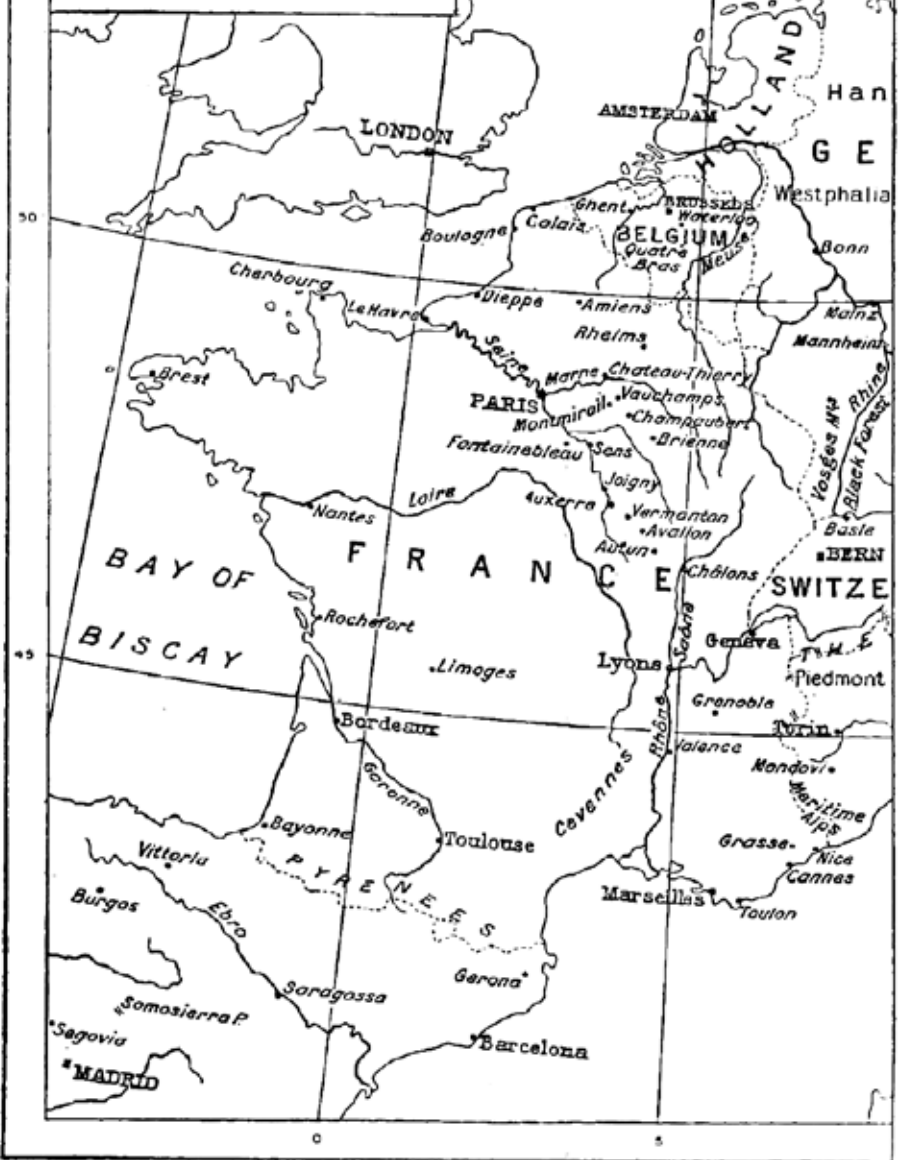 HOLLAND
Han
AMSTERDAM
LONDON
GE
Westphalia
50
Ghent
BRUSSELS
Waterloo
Calais
Boulogne
BELGIUM
Quatre
Bras
Meuse
Bonn
Cherbourg
Le Havre
Dieppe
Amiens
Mainz
Rheims
Mannheim
Seine
Brest
Marne
Chateau-Thierry
Rhine
PARIS
Vauchamps
Montmirail
Champaubert
Vosges Mts
Black Forest
Fontainebleau
Sens
Brienne
Joigny
Loire
Auxerre
Nantes
Vermanton
Avallon
Basle
Autun
BERN
FRANCE
Châlons
SWITZE
BAY OF
BISCAY
Rochefort
Saône
Geneva
THE
45
Lyons
Limoges
Piedmont
Grenoble
Bordeaux
Rhône
Turin
Valence
Mondovi
Garonne
Cevennes
Maritime
Alps
Bayonne
Toulouse
Grasse
Nice
Vittoria
PYRENEES
Cannes
Burgos
Marseilles
Toulon
Ebro
Gerona
Saragossa
Somosierra P.
Segovia
Barcelona
MADRID
0
5